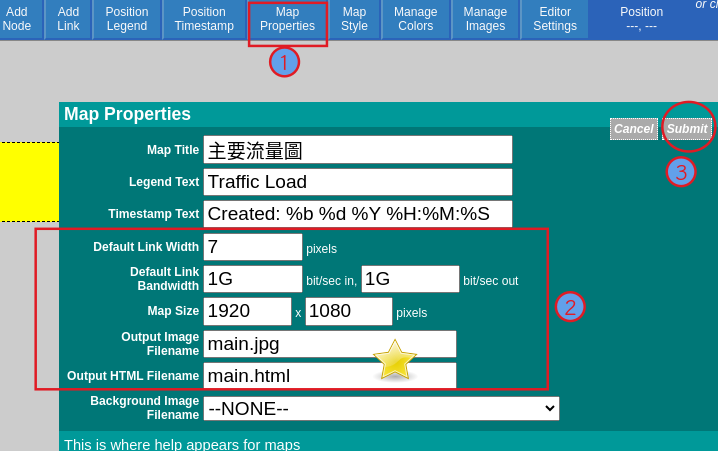 or cl
Add Node
Add Link
Position Legend
Position Timestamp
Map Properties
Map Style
Manage Colors
Manage Images
Editor Settings
Position ---, ---
1
Map Properties
Cancel
Submit
3
Map Title 主要流量圖
Legend Text Traffic Load
Timestamp Text Created: %b %d %Y %H:%M:%S
Default Link Width 7 pixels
Default Link Bandwidth 1G bit/sec in, 1G bit/sec out
Map Size 1920 x 1080 pixels
2
Output Image Filename main.jpg
Output HTML Filename main.html
Background Image Filename --NONE--
This is where help appears for maps